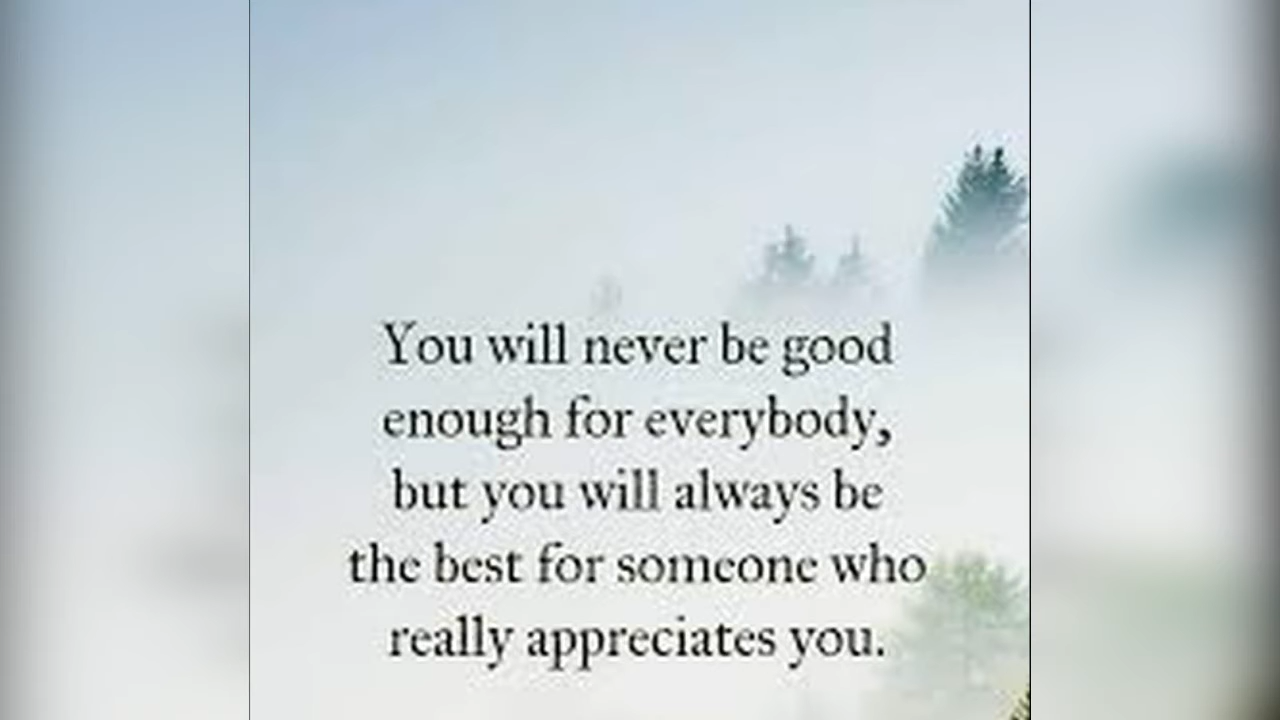 You will never be good
enough for everybody,
but you will always be
the best for someone who
really appreciates you.